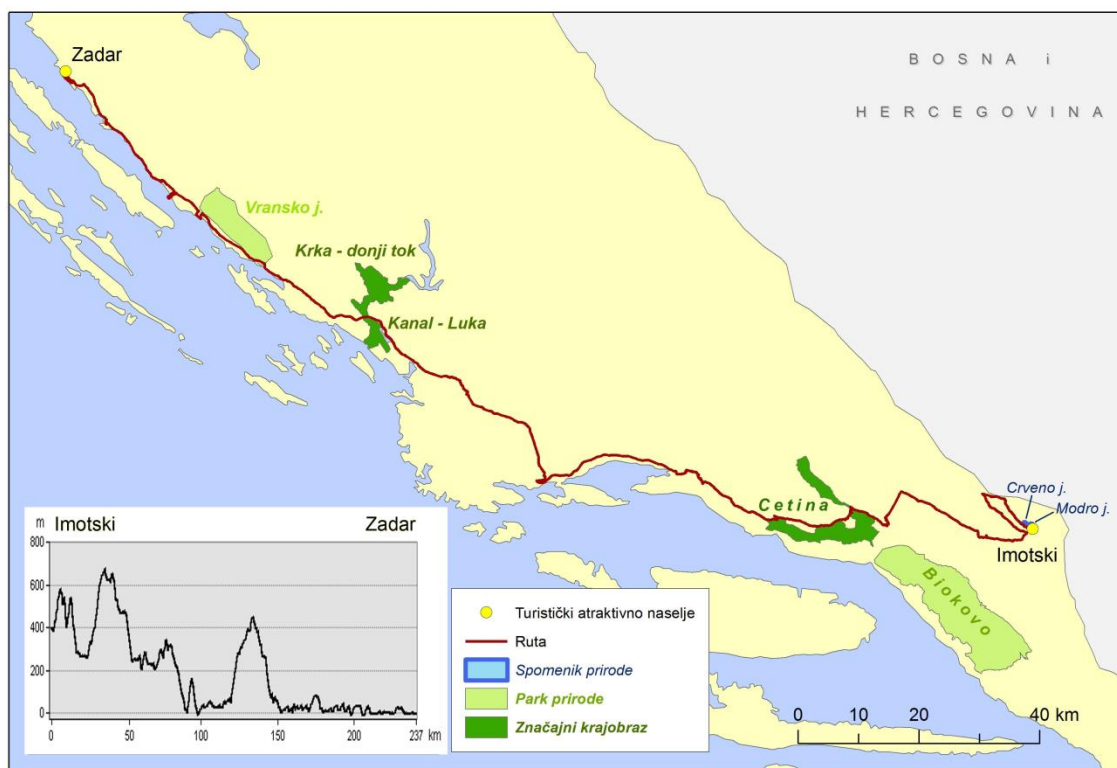 Zadar
BOSNA i
HERCEGOVINA
Vransko j.
Krka - donji tok
Kanal - Luka
Cetina
Crveno j.
Modro j.
Imotski
Biokovo
m Imotski Zadar
800
600
400
200
0
0 50 100 150 200 237 km
Turistički atraktivno naselje
Ruta
Spomenik prirode
Park prirode
Značajni krajobraz
0 10 20 40 km